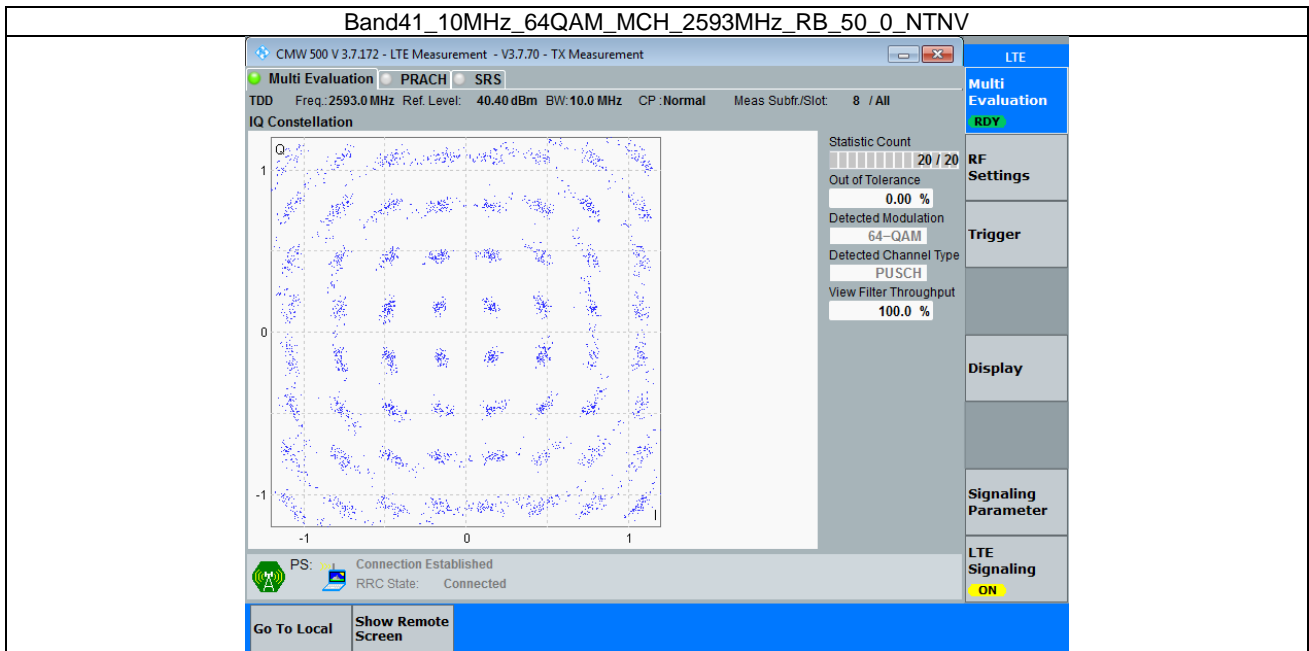 Band41_10MHz_64QAM_MCH_2593MHz_RB_50_0_NTNV
CMW 500 V 3.7.172 - LTE Measurement - V3.7.70 - TX Measurement
LTE
Multi Evaluation PRACH SRS
TDD Freq.:2593.0 MHz Ref. Level: 40.40 dBm BW:10.0 MHz CP :Normal Meas Subfr./Slot: 8 / All
IQ Constellation
Multi
Evaluation
RDY
Q
1
0
-1
-1 0 1
I
Statistic Count
20 / 20
Out of Tolerance
0.00 %
Detected Modulation
64-QAM
Detected Channel Type
PUSCH
View Filter Throughput
100.0 %
RF
Settings
Trigger
Display
Signaling
Parameter
LTE
Signaling
ON
PS: Connection Established
RRC State: Connected
Go To Local
Show Remote
Screen